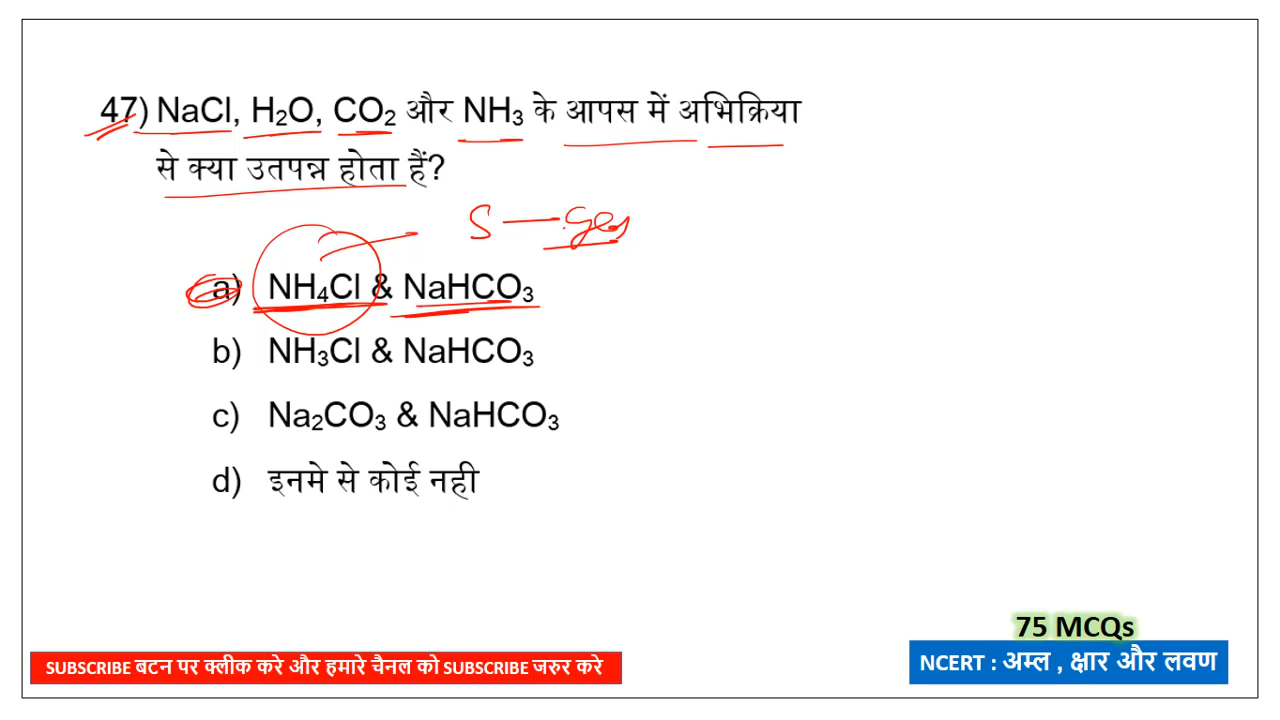 47) NaCl, H₂O, CO₂ और NH₃ के आपस में अभिक्रिया
से क्या उतपन्न होता हैं?
S — Ges
a) NH₄Cl & NaHCO₃
b) NH₃Cl & NaHCO₃
c) Na₂CO₃ & NaHCO₃
d) इनमे से कोई नही
75 MCQs
SUBSCRIBE बटन पर क्लीक करे और हमारे चैनल को SUBSCRIBE जरुर करे
NCERT : अम्ल , क्षार और लवण